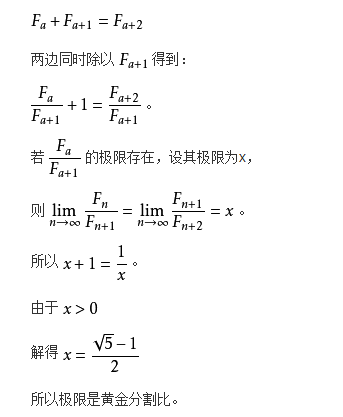 F_a + F_{a+1} = F_{a+2}
两边同时除以 F_{a+1} 得到：
\frac{F_a}{F_{a+1}} + 1 = \frac{F_{a+2}}{F_{a+1}} 。
若 \frac{F_a}{F_{a+1}} 的极限存在，设其极限为x，
则 \lim_{n→∞} \frac{F_n}{F_{n+1}} = \lim_{n→∞} \frac{F_{n+1}}{F_{n+2}} = x 。
所以 x + 1 = \frac{1}{x} 。
由于 x > 0
解得 x = \frac{\sqrt{5} - 1}{2}
所以极限是黄金分割比。